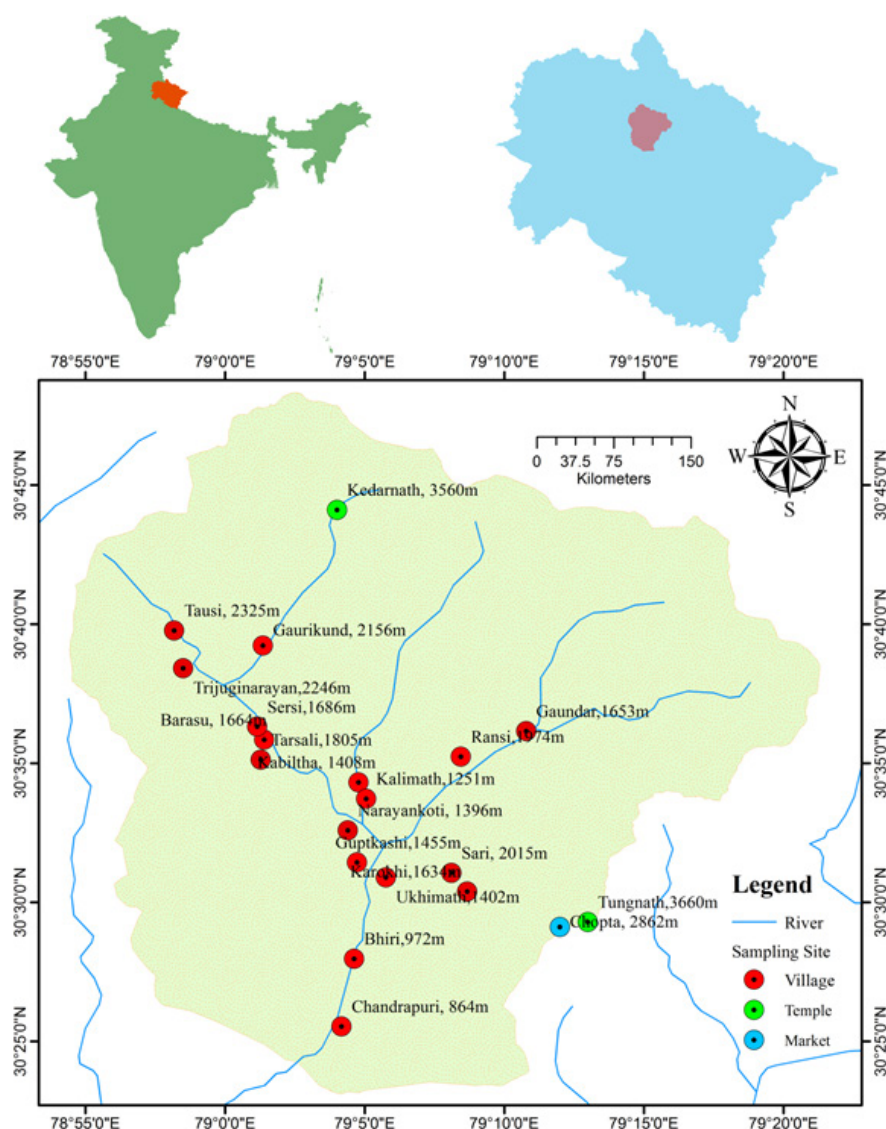 78°55'0"E 79°0'0"E 79°5'0"E 79°10'0"E 79°15'0"E 79°20'0"E
N
W E
S
0 37.5 75 150
Kilometers
30°45'0"N 30°45'0"N
Kedarnath, 3560m
30°40'0"N 30°40'0"N
Tausi, 2325m
Gaurikund, 2156m
Trijuginarayan,2246m
Sersi,1686m
Barasu, 1664m
Gaundar,1653m
Ransi,
Tarsali,1805m
30°35'0"N 30°35'0"N
Kabiltha, 1408m
Kalimath,1251m
Narayankoti, 1396m
Guptkashi,1455m
Sari, 2015m
1634m
Ukhimath,1402m
30°30'0"N 30°30'0"N
Tungnath,3660m
Chopta, 2862m
Bhiri,972m
Chandrapuri, 864m
30°25'0"N 30°25'0"N
Legend
River
Sampling Site
Village
Temple
Market
78°55'0"E 79°0'0"E 79°5'0"E 79°10'0"E 79°15'0"E 79°20'0"E